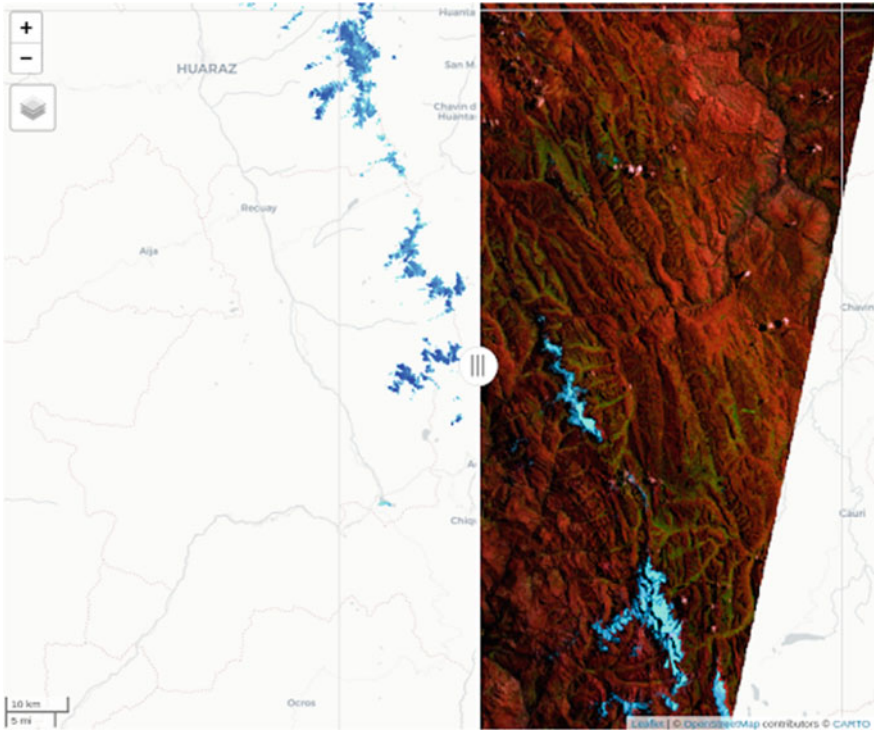 Huanta
+
−
HUARAZ
San M
Chavin d
Huanta
Recuay
Aija
Chavin
A
Cauri
Chiq
Ocros
10 km
5 mi
Leaflet | © OpenStreetMap contributors © CARTO